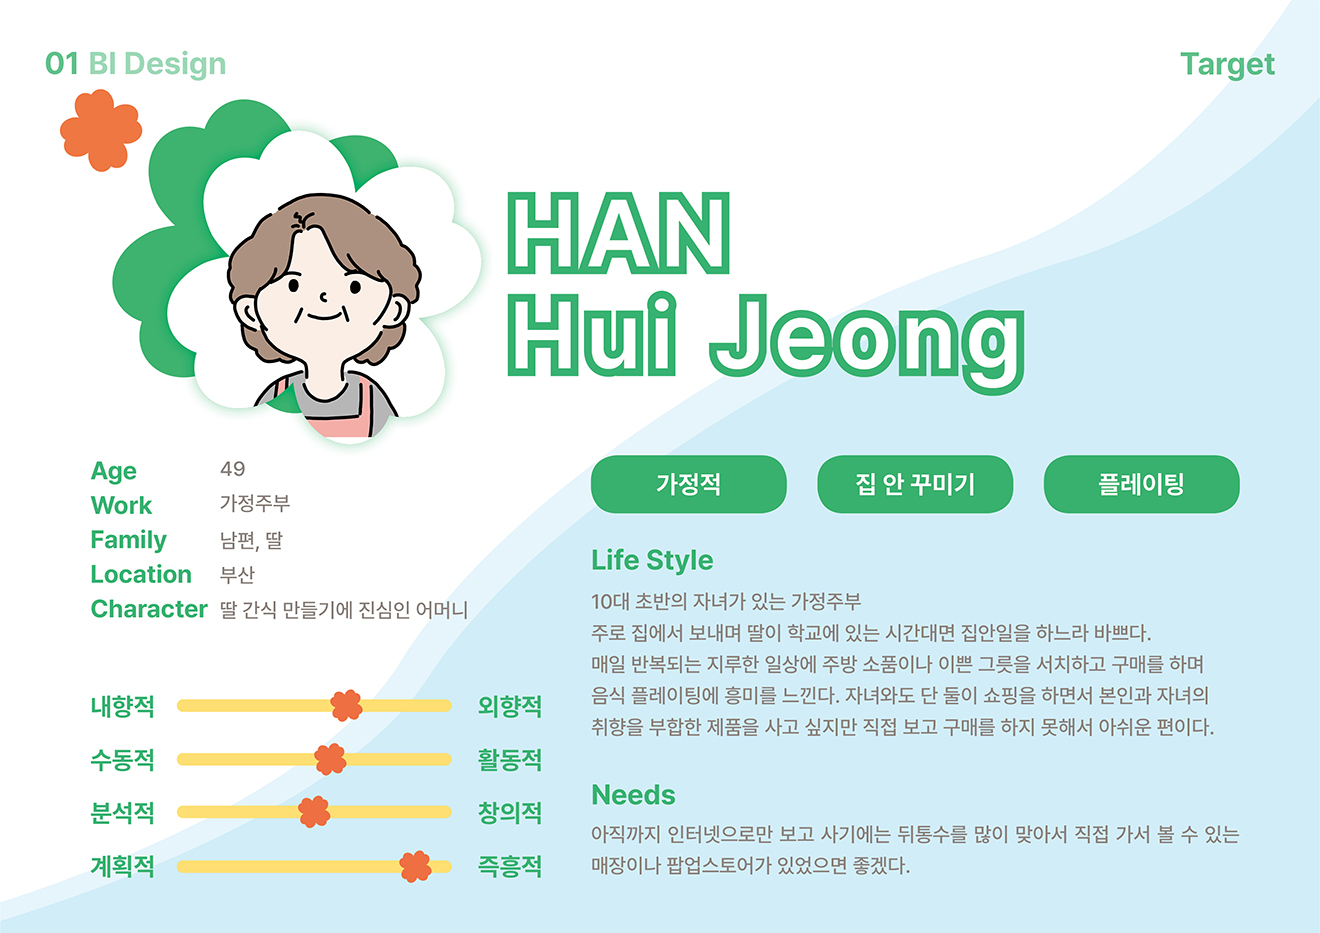 01 BI Design
Target
HAN
Hui Jeong
Age 49
Work 가정주부
Family 남편, 딸
Location 부산
Character 딸 간식 만들기에 진심인 어머니
내향적 외향적
수동적 활동적
분석적 창의적
계획적 즉흥적
가정적
집 안 꾸미기
플레이팅
Life Style
10대 초반의 자녀가 있는 가정주부
주로 집에서 보내며 딸이 학교에 있는 시간대면 집안일을 하느라 바쁘다.
매일 반복되는 지루한 일상에 주방 소품이나 이쁜 그릇을 서치하고 구매를 하며
음식 플레이팅에 흥미를 느낀다. 자녀와도 단 둘이 쇼핑을 하면서 본인과 자녀의
취향을 부합한 제품을 사고 싶지만 직접 보고 구매를 하지 못해서 아쉬운 편이다.
Needs
아직까지 인터넷으로만 보고 사기에는 뒤통수를 많이 맞아서 직접 가서 볼 수 있는
매장이나 팝업스토어가 있었으면 좋겠다.